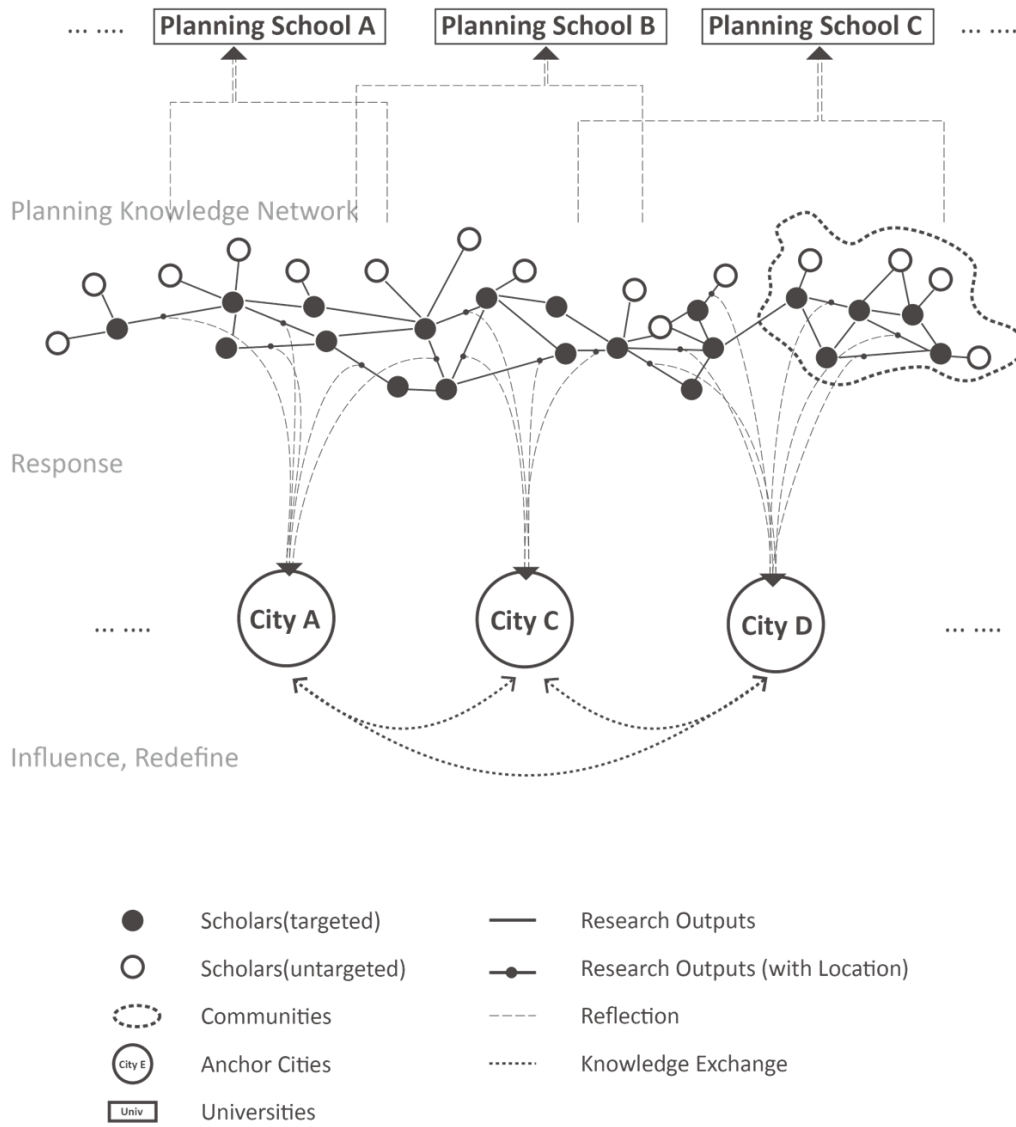 ... .... Planning School A Planning School B Planning School C ... ....
Planning Knowledge Network
Response
City A City C City D
... .... ... ....
Influence, Redefine
Scholars(targeted) Research Outputs
Scholars(untargeted) Research Outputs (with Location)
Communities Reflection
City E Anchor Cities Knowledge Exchange
Univ Universities